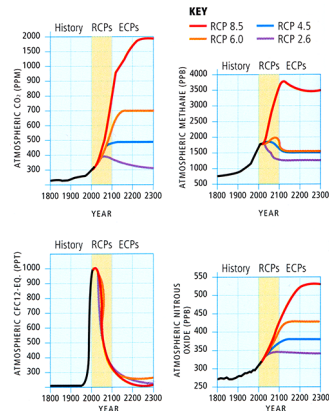 KEY
RCP 8.5
RCP 4.5
RCP 6.0
RCP 2.6
History RCPs ECPs
ATMOSPHERIC CO₂ (PPM)
2000
1000
900
800
700
600
500
400
300
1800 1900 2000 2100 2200 2300
YEAR
History RCPs ECPs
ATMOSPHERIC METHANE (PPB)
4000
3500
3000
2500
2000
1500
1000
500
1800 1900 2000 2100 2200 2300
YEAR
History RCPs ECPs
ATMOSPHERIC CFC12-EQ. (PPT)
1000
900
800
700
600
500
400
300
1800 1900 2000 2100 2200 2300
YEAR
History RCPs ECPs
ATMOSPHERIC NITROUS
OXIDE (PPB)
550
500
450
400
350
300
250
1800 1900 2000 2100 2200 2300
YEAR